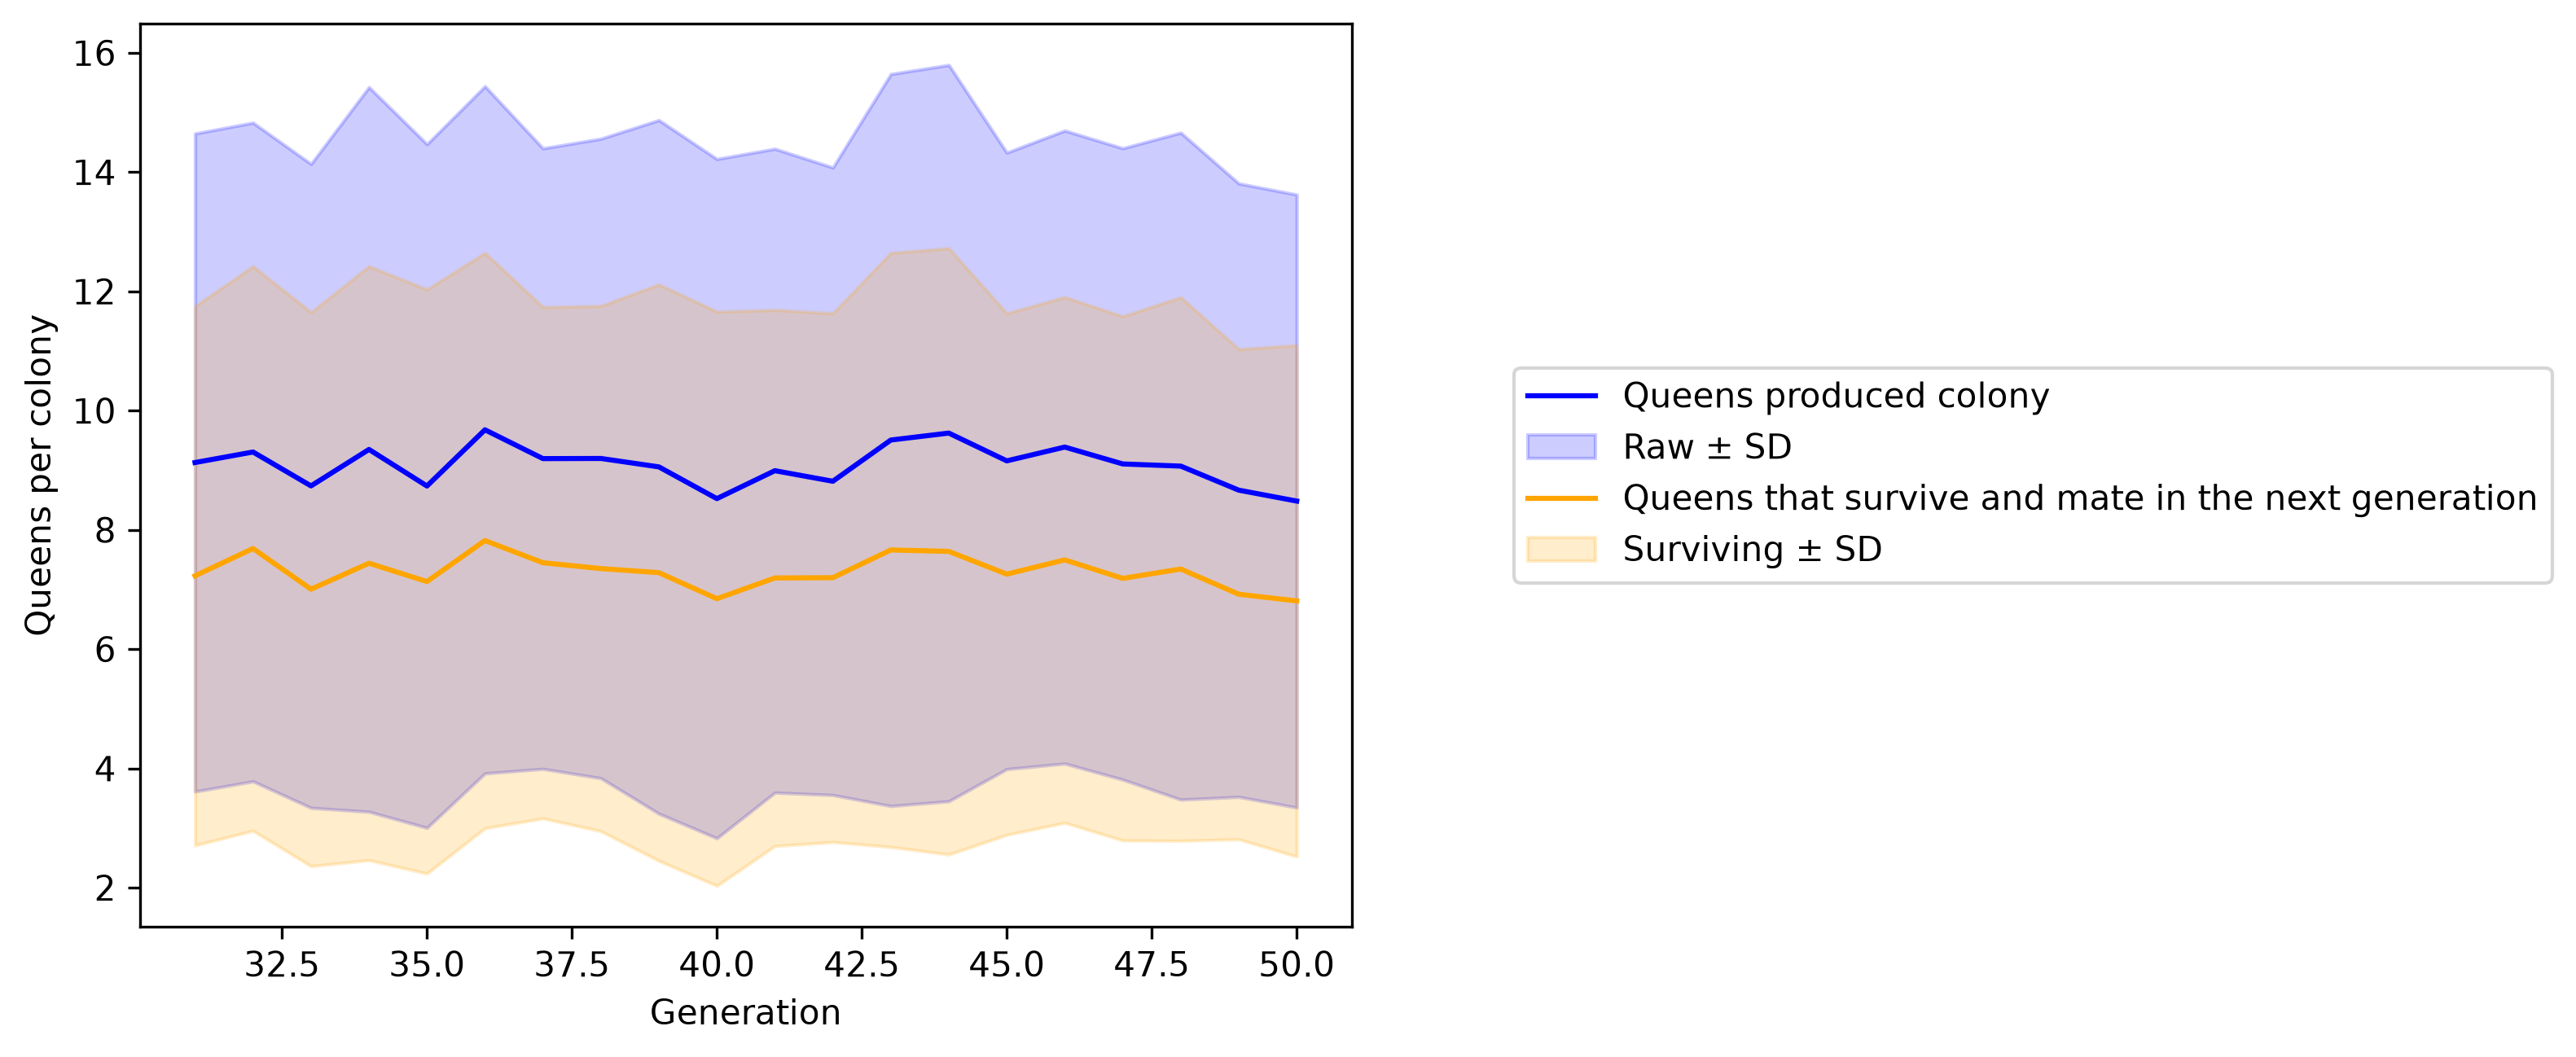 16
14
12
10
8
6
4
2
Queens per colony
32.5 35.0 37.5 40.0 42.5 45.0 47.5 50.0
Generation
Queens produced colony
Raw ± SD
Queens that survive and mate in the next generation
Surviving ± SD